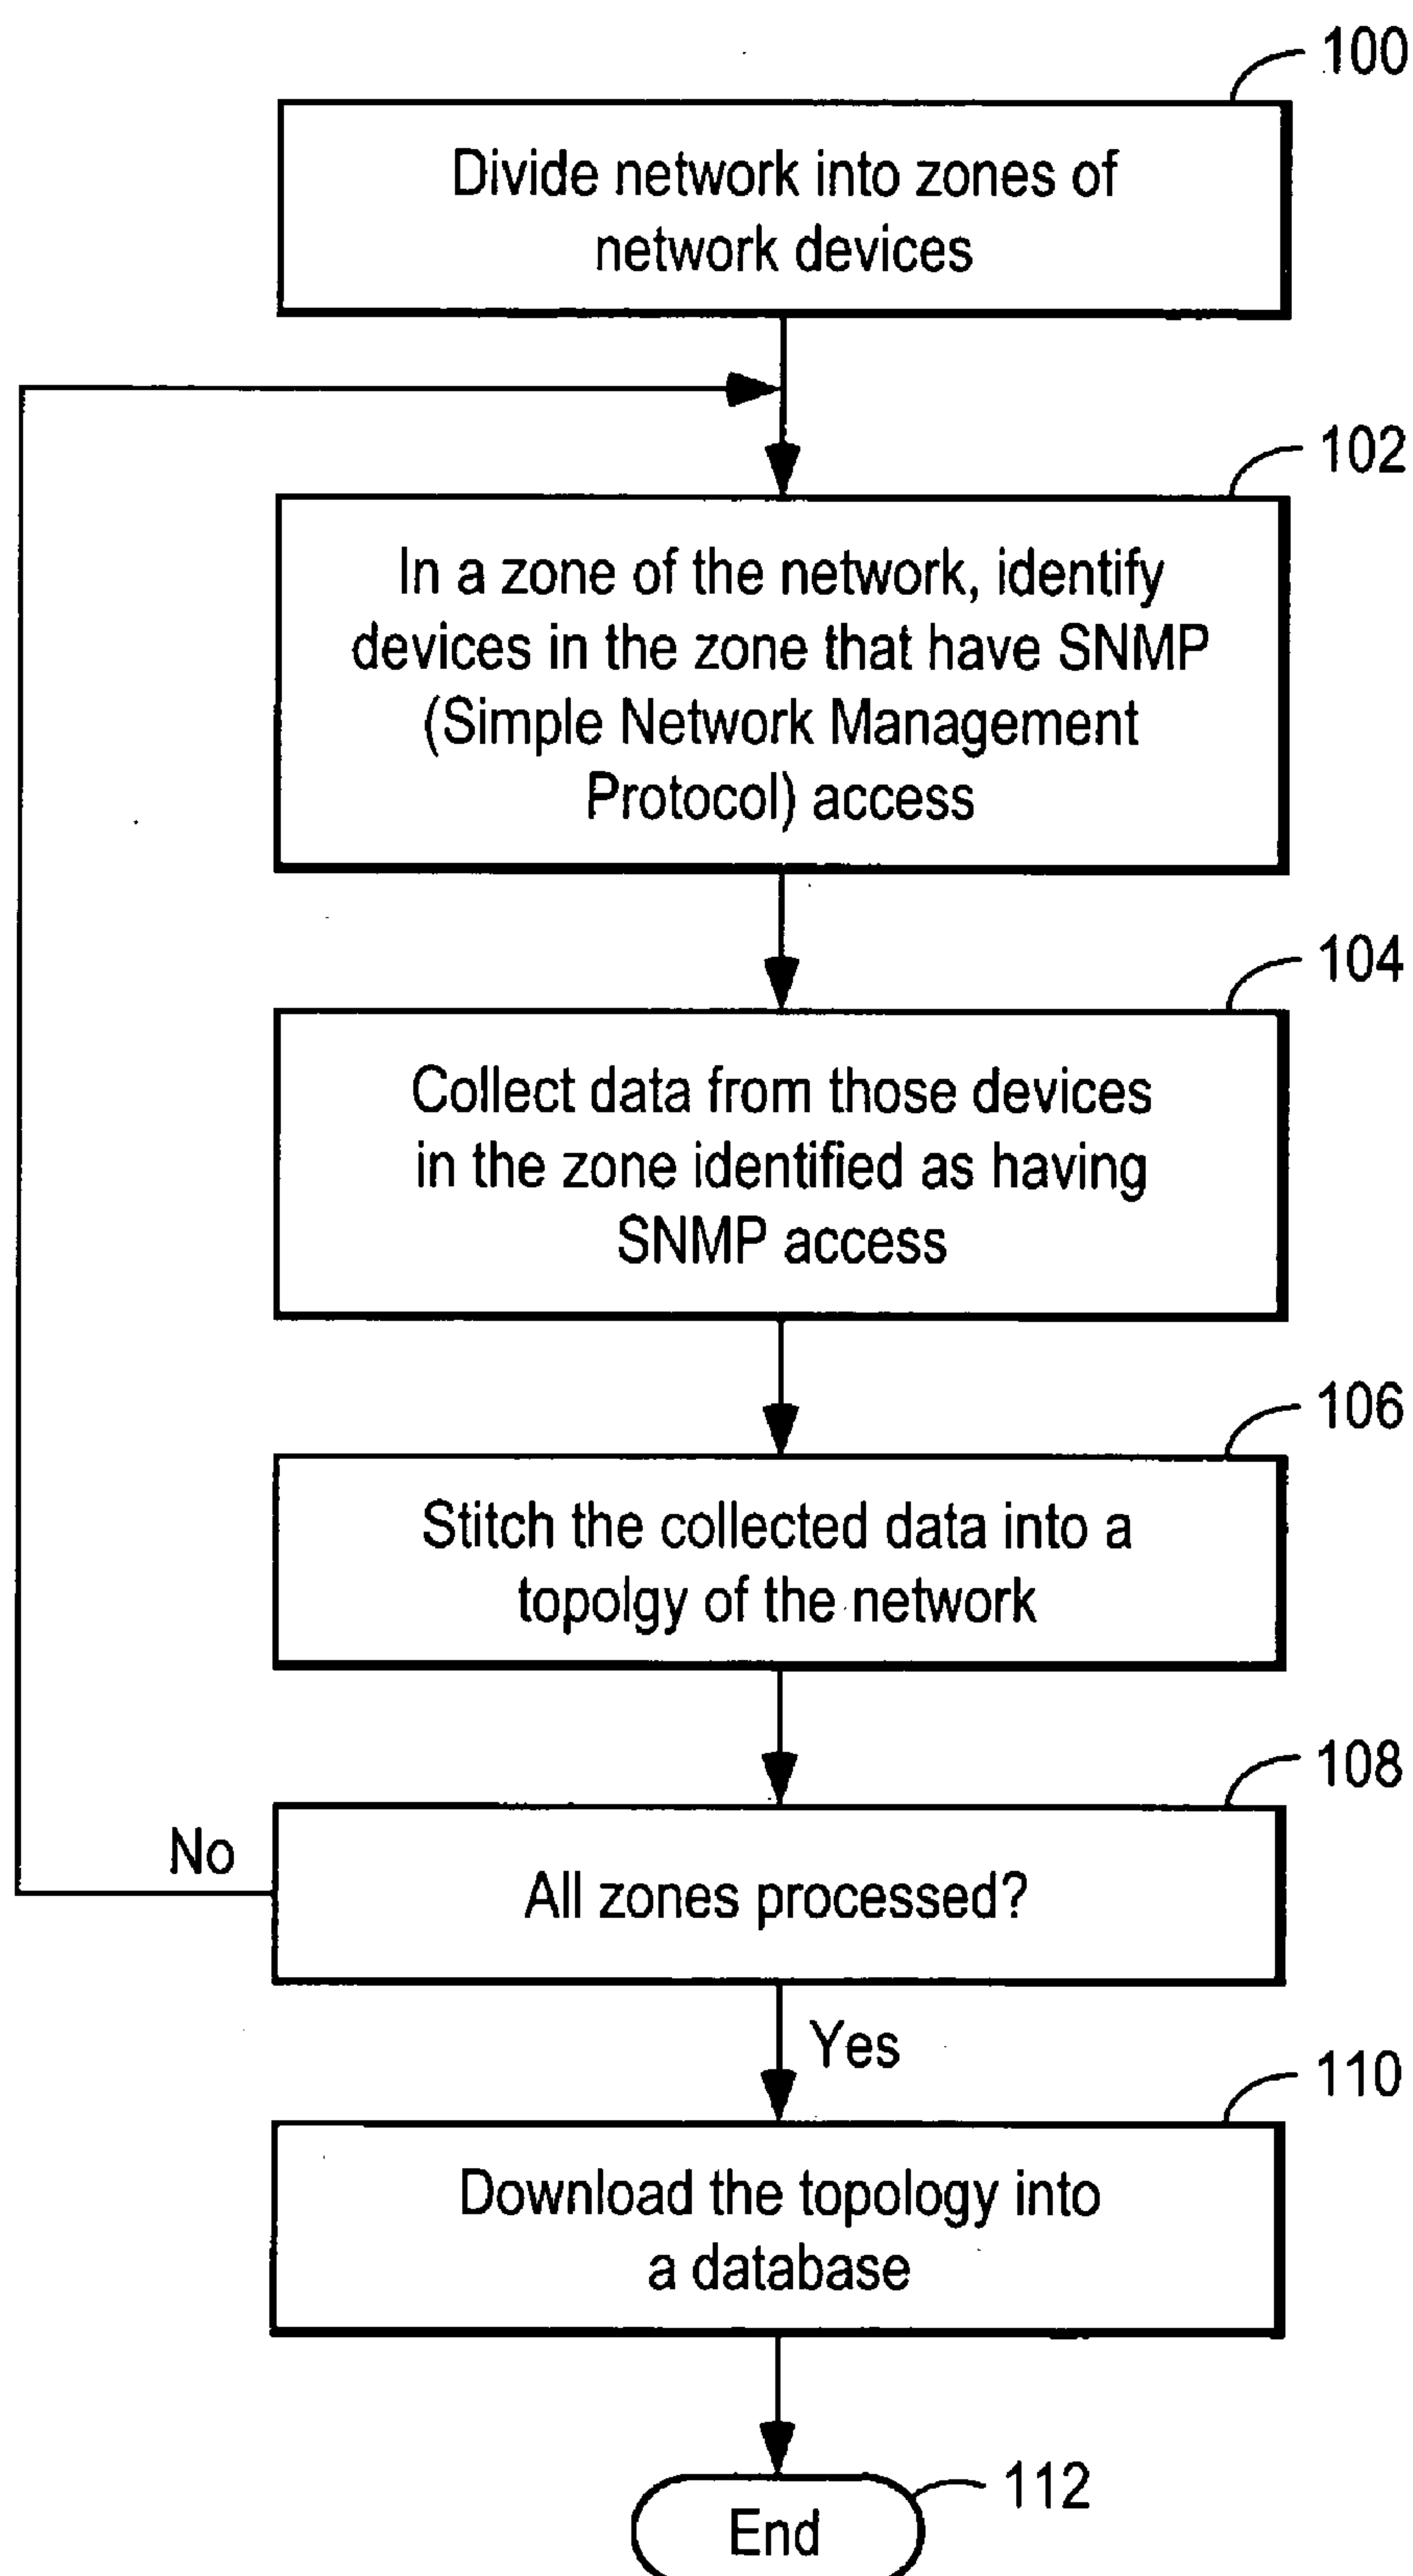 100
Divide network into zones of
network devices
102
In a zone of the network, identify
devices in the zone that have SNMP
(Simple Network Management
Protocol) access
104
Collect data from those devices
in the zone identified as having
SNMP access
106
Stitch the collected data into a
topolgy of the network
108
No
All zones processed?
Yes
110
Download the topology into
a database
112
End